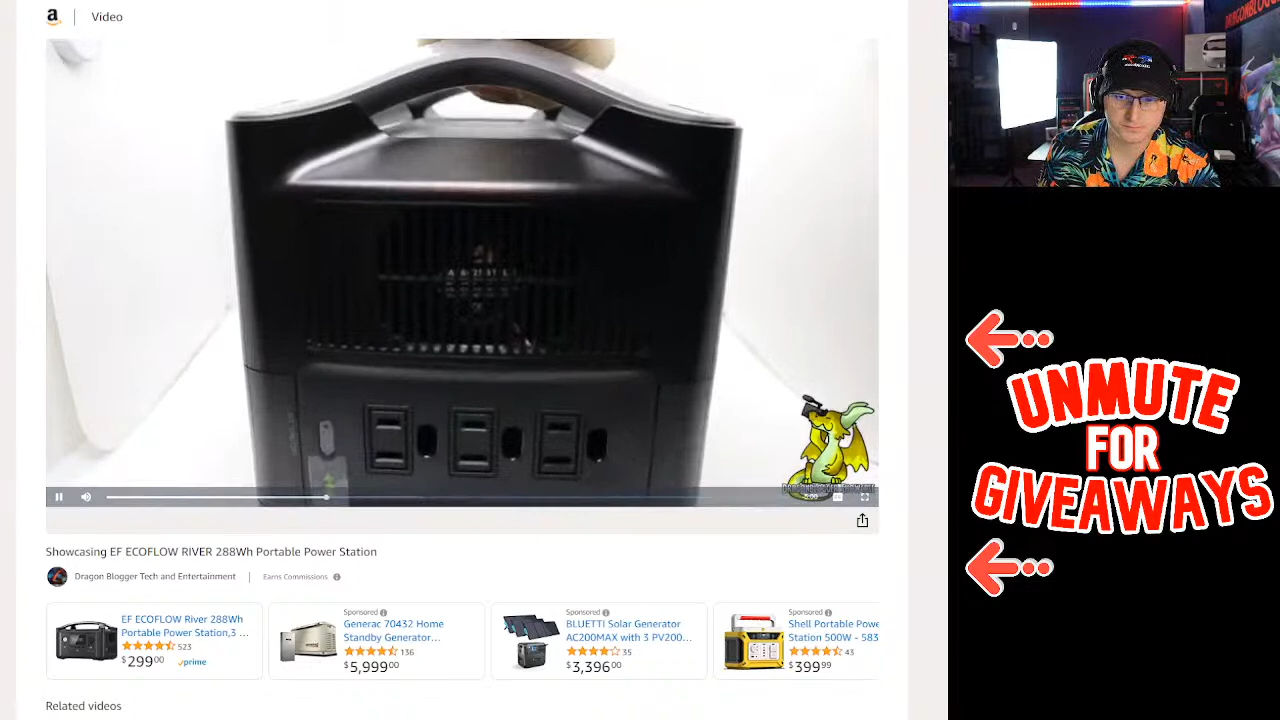 a
Video
Showcasing EF ECOFLOW RIVER 288Wh Portable Power Station
Dragon Blogger Tech and Entertainment
Earns Commissions
EF ECOFLOW River 288Wh
Portable Power Station,3 ...
523
$299.00
prime
Sponsored
Generac 70432 Home
Standby Generator...
136
$5,999.00
Sponsored
BLUETTI Solar Generator
AC200MAX with 3 PV200...
35
$3,396.00
Sponsored
Shell Portable Powe
Station 500W - 583
43
$399.99
Related videos
UNMUTE
FOR
GIVEAWAYS